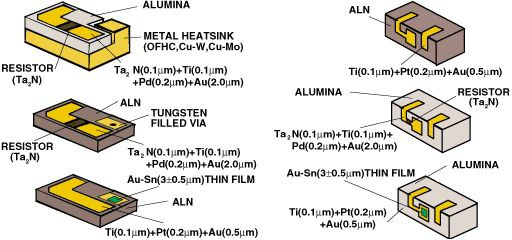 ALUMINA
METAL HEATSINK
(OFHC,Cu-W,Cu-Mo)
RESISTOR
(Ta2N)
Ta2 N(0.1µm)+Ti(0.1µm)
+Pd(0.2µm)+Au(2.0µm)
ALN
TUNGSTEN
FILLED VIA
RESISTOR
(Ta2N)
Ta2 N(0.1µm)+Ti(0.1µm)
+Pd(0.2µm)+Au(2.0µm)
Au-Sn(3±0.5µm)THIN FILM
ALN
Ti(0.1µm)+Pt(0.2µm)+Au(0.5µm)
ALN
Ti(0.1µm)+Pt(0.2µm)+Au(0.5µm)
ALUMINA
RESISTOR
(Ta2N)
Ta2 N(0.1µm)+Ti(0.1µm)+
Pd(0.2µm)+Au(2.0µm)
Au-Sn(3±0.5µm)THIN FILM
ALUMINA
Ti(0.1µm)+Pt(0.2µm)
+Au(0.5µm)